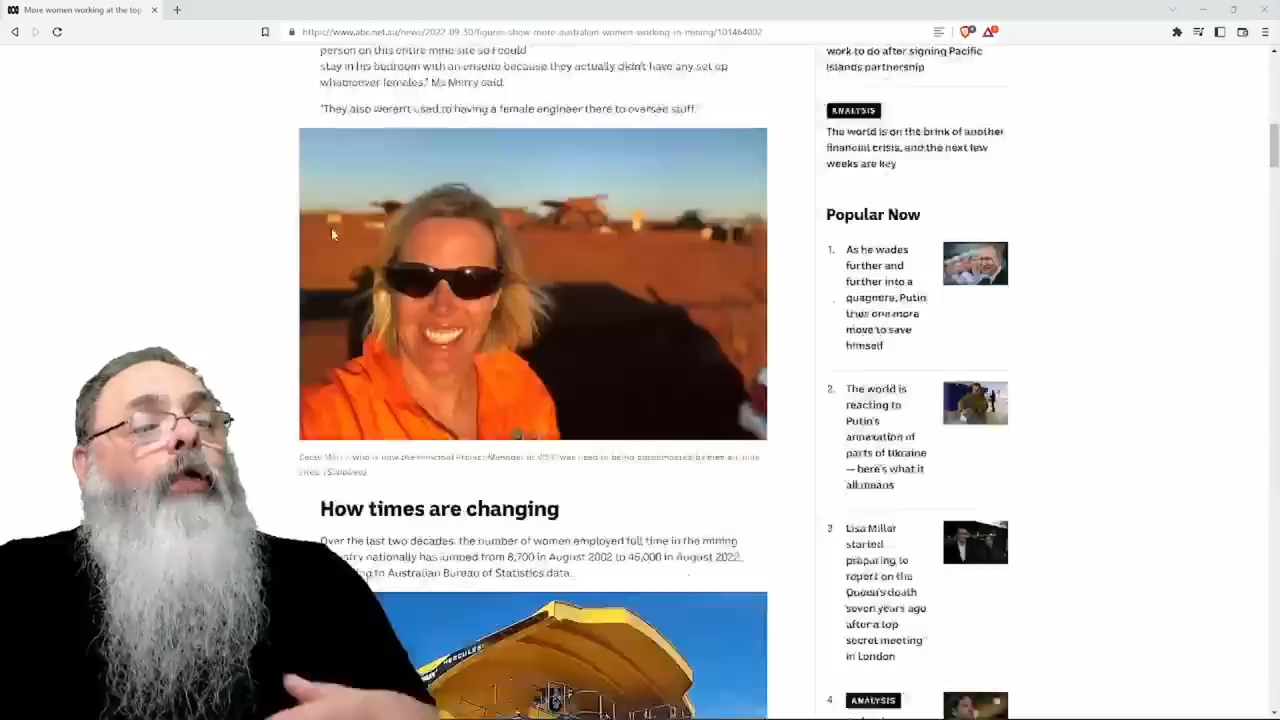 More women working at the top
https://www.abc.net.au/news/2022-09-30/figures-show-more-australian-women-working-in-mining/101464002
person on this entire mine site so I could
stay in his bedroom with an ensuite because they actually didn't have any set up
whatsoever females," Ms Merry said.
"They also weren't used to having a female engineer there to oversee stuff."
How times are changing
Over the last two decades, the number of women employed full time in the mining
nationally has jumped from 8,700 in August 2002 to 46,000 in August 2022,
to Australian Bureau of Statistics data.
HERCULES
work to do after signing Pacific
Islands partnership
ANALYSIS
The world is on the brink of another
financial crisis, and the next few
weeks are key
Popular Now
1. As he wades
further and
further into a
quagmire, Putin
tries one more
move to save
himself
2. The world is
reacting to
Putin's
annexation of
parts of Ukraine
— here's what it
all means
3 Lisa Millar
started
preparing to
report on the
Queen's death
seven years ago
after a top
secret meeting
in London
4 ANALYSIS